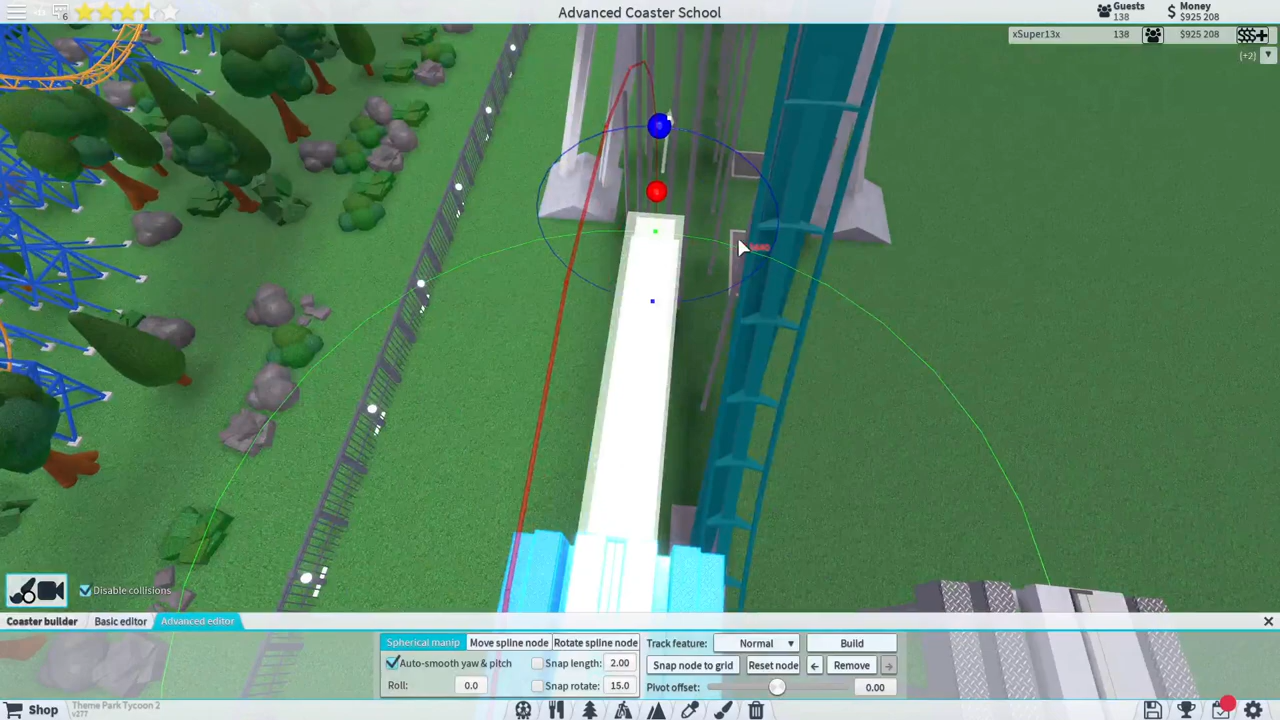 6
Advanced Coaster School
Guests
138
Money
$925 208
xSuper13x 138 $925 208 $$$+
(+2)
Disable collisions
Coaster builder Basic editor Advanced editor
Spherical manip Move spline node Rotate spline node Track feature: Normal Build
Auto-smooth yaw & pitch Snap length: 2.00 Snap node to grid Reset node Remove
Roll: 0.0 Snap rotate: 15.0 Pivot offset: 0.00
Shop
Theme Park Tycoon 2
v277